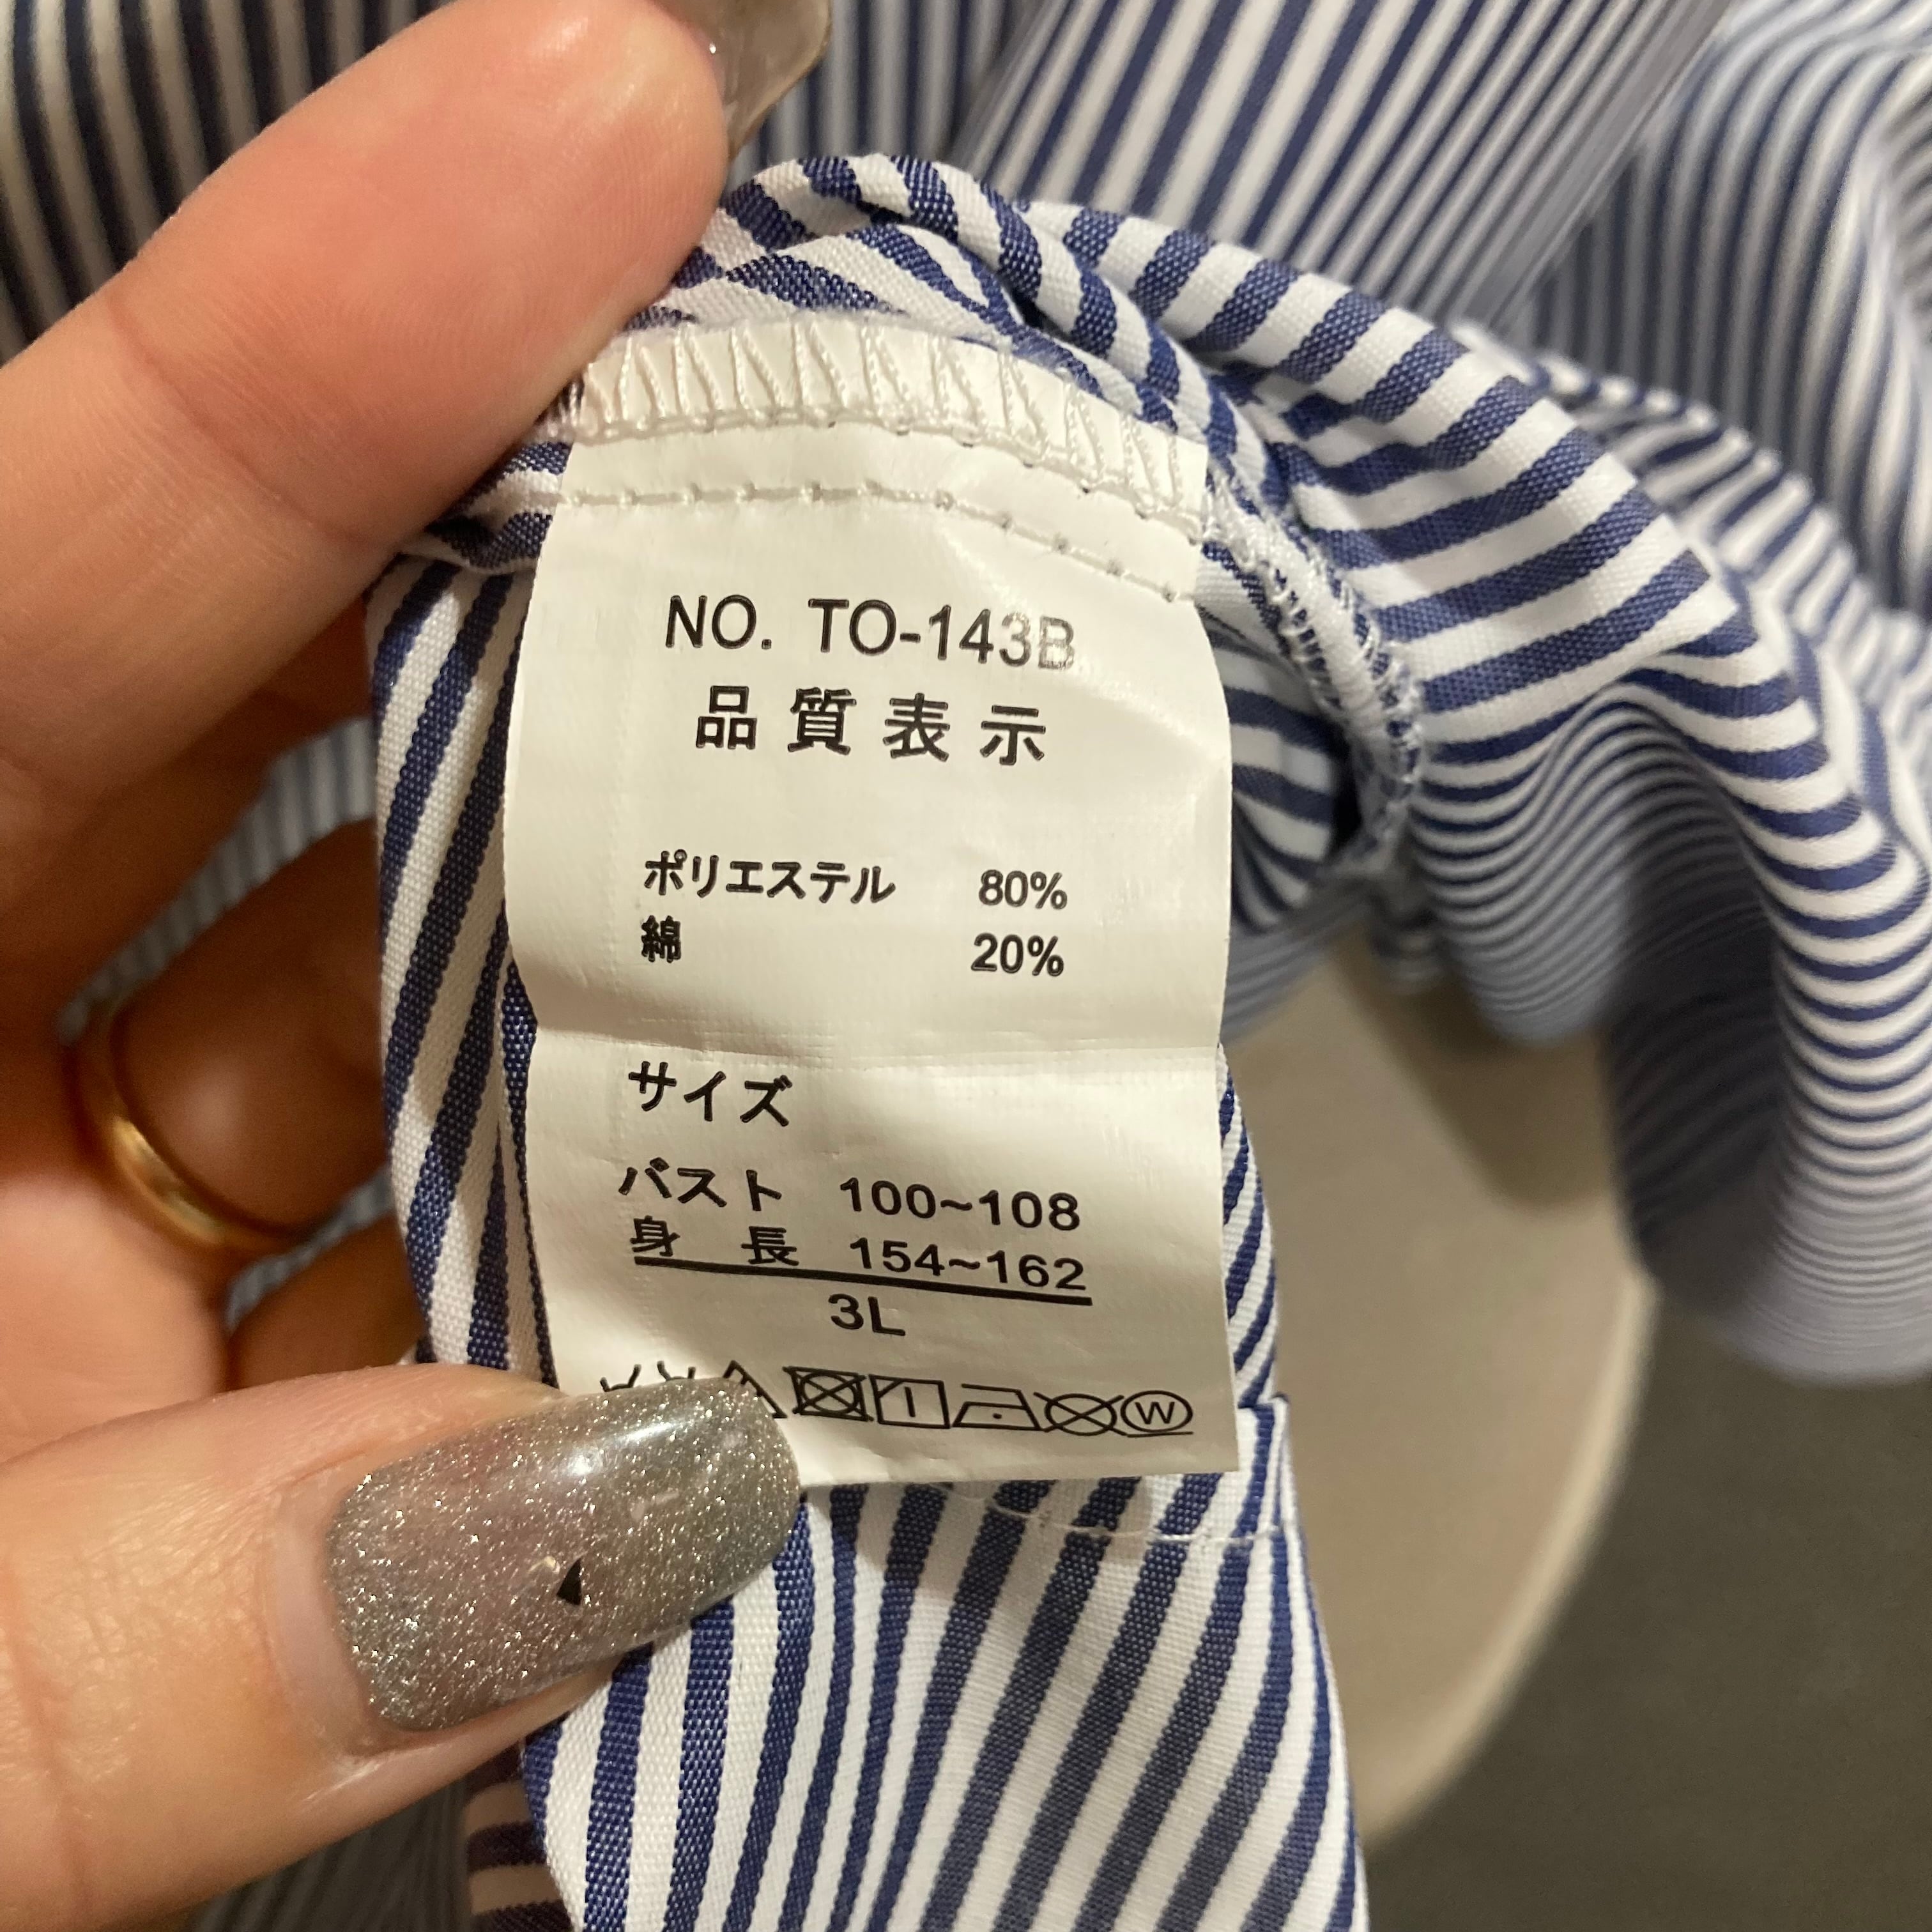 NO. TO-143B
品質表示
ポリエステル 80%
綿 20%
サイズ
バスト 100~108
身 長 154~162
3L
W